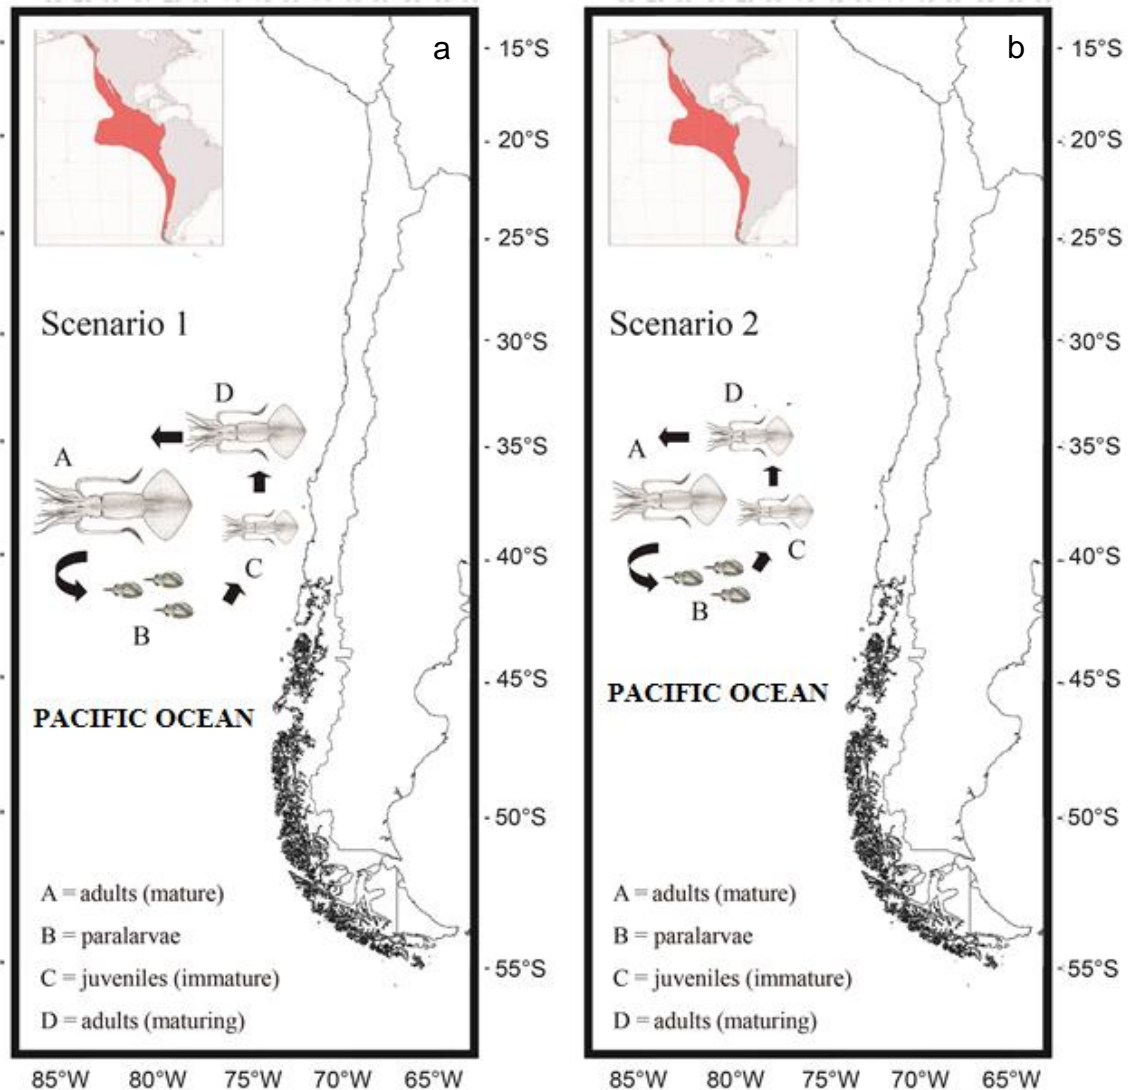 a
Scenario 1
D
A
C
B
PACIFIC OCEAN
A = adults (mature)
B = paralarvae
C = juveniles (immature)
D = adults (maturing)
15°S
20°S
25°S
30°S
35°S
40°S
45°S
50°S
55°S
85°W 80°W 75°W 70°W 65°W
b
Scenario 2
D
A
C
B
PACIFIC OCEAN
A = adults (mature)
B = paralarvae
C = juveniles (immature)
D = adults (maturing)
15°S
20°S
25°S
30°S
35°S
40°S
45°S
50°S
55°S
85°W 80°W 75°W 70°W 65°W